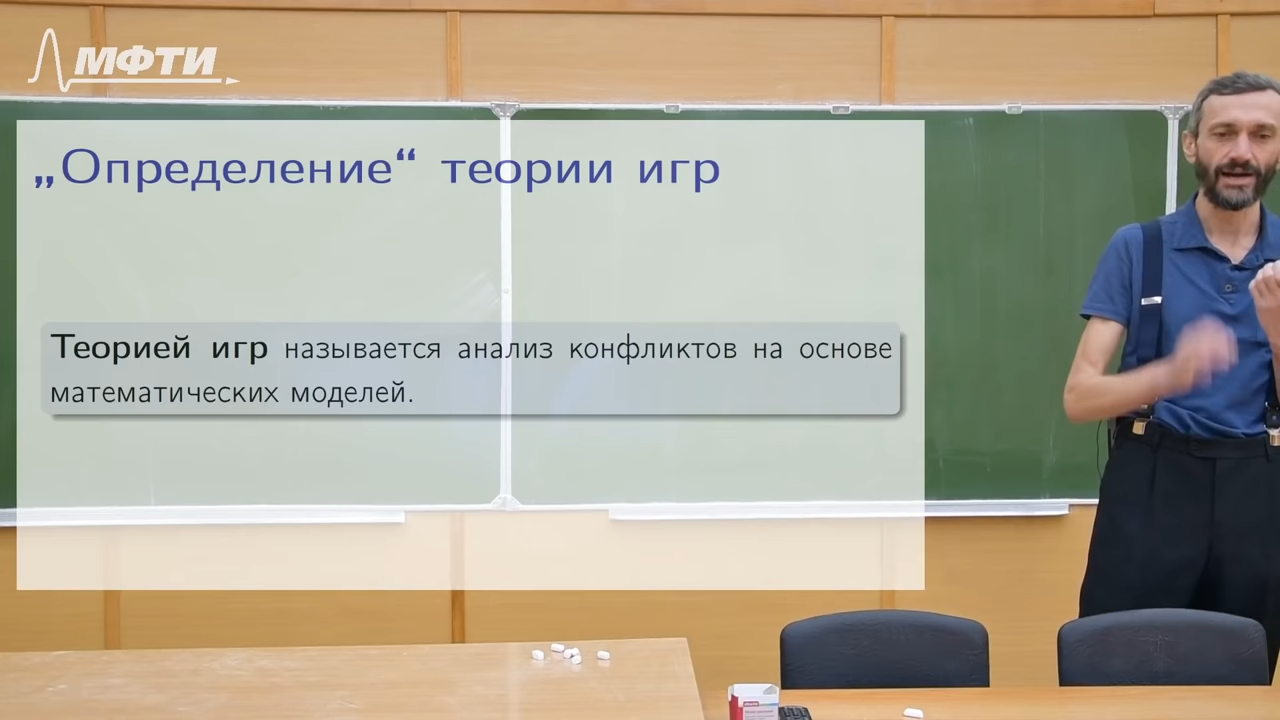 МФТИ
„Определение“ теории игр
Теорией игр называется анализ конфликтов на основе
математических моделей.